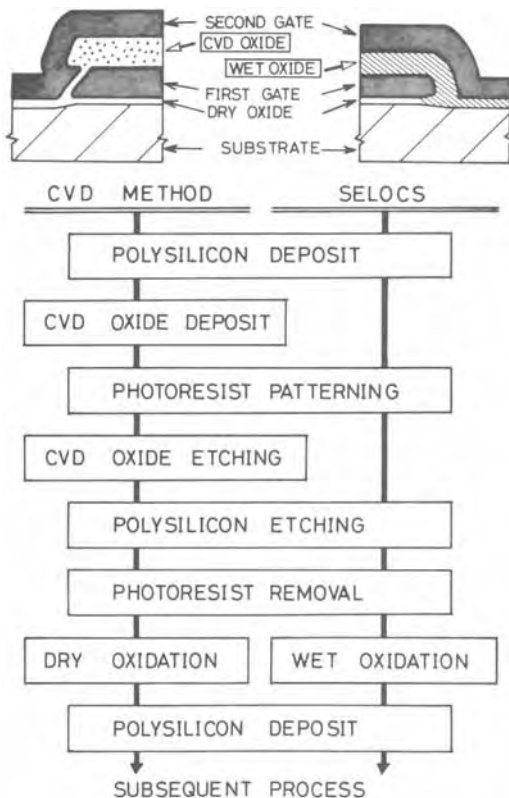 SECOND GATE
CVD OXIDE
WET OXIDE
FIRST GATE
DRY OXIDE
SUBSTRATE
CVD METHOD
SELOCS
POLYSILICON DEPOSIT
CVD OXIDE DEPOSIT
PHOTORESIST PATTERNING
CVD OXIDE ETCHING
POLYSILICON ETCHING
PHOTORESIST REMOVAL
DRY OXIDATION
WET OXIDATION
POLYSILICON DEPOSIT
SUBSEQUENT PROCESS